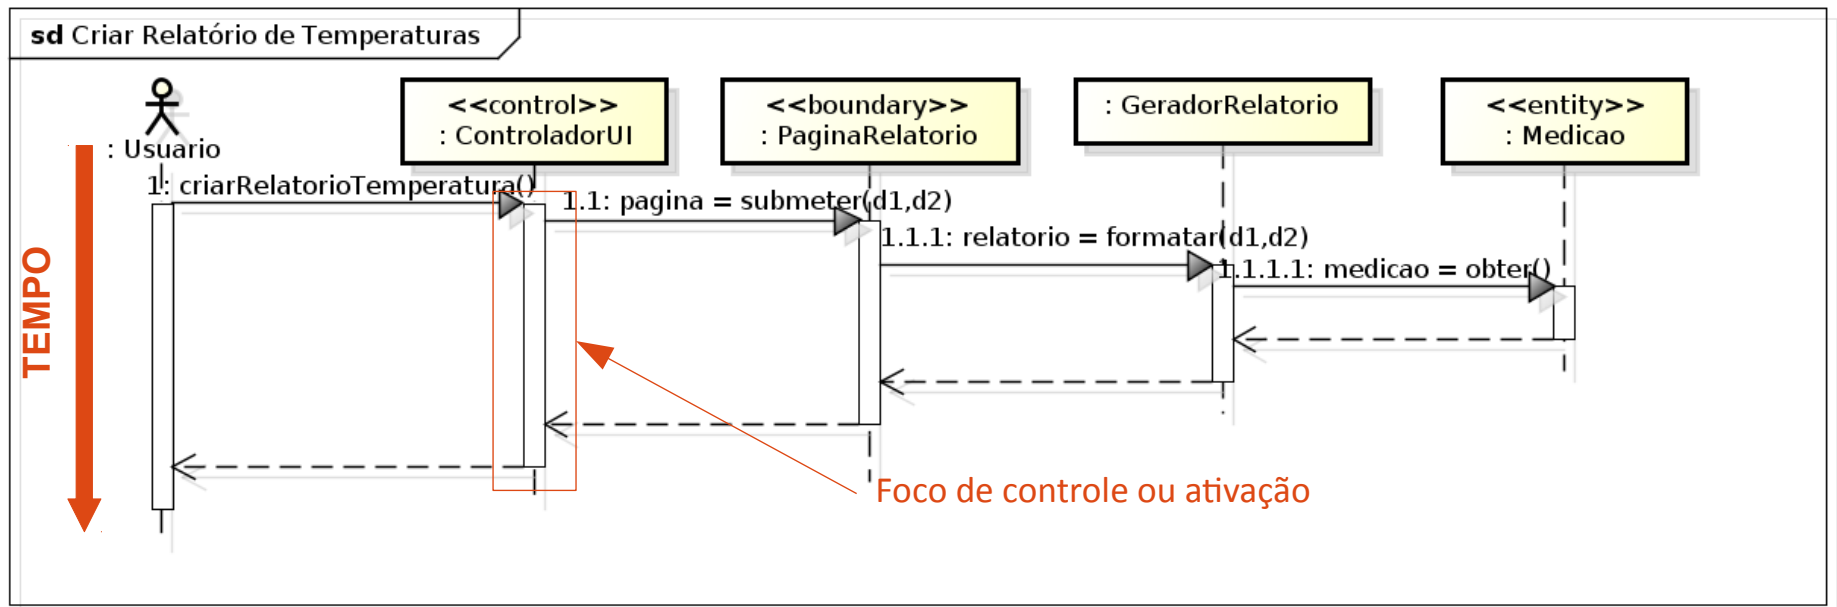 sd Criar Relatório de Temperaturas
<<control>>
: ControladorUI
<<boundary>>
: PaginaRelatorio
: GeradorRelatorio
<<entity>>
: Medicao
: Usuario
1: criarRelatorioTemperatura()
1.1: pagina = submeter(d1,d2)
1.1.1: relatorio = formatar(d1,d2)
1.1.1.1: medicao = obter()
TEMPO
Foco de controle ou ativação